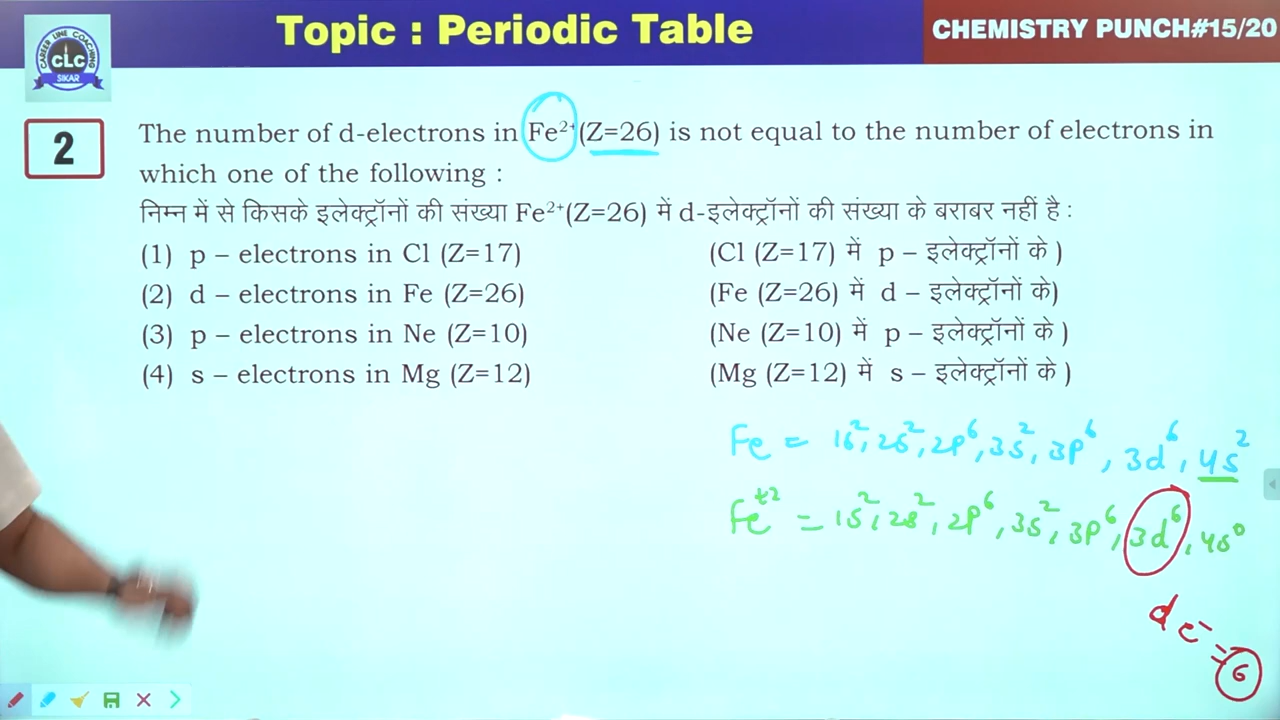 Topic : Periodic Table
CHEMISTRY PUNCH#15/20
CAREER LINE COACHING
CLC
SIKAR
2
The number of d-electrons in Fe²⁺(Z=26) is not equal to the number of electrons in
which one of the following :
निम्न में से किसके इलेक्ट्रॉनों की संख्या Fe²⁺(Z=26) में d-इलेक्ट्रॉनों की संख्या के बराबर नहीं है :
(1) p – electrons in Cl (Z=17) (Cl (Z=17) में p – इलेक्ट्रॉनों के )
(2) d – electrons in Fe (Z=26) (Fe (Z=26) में d – इलेक्ट्रॉनों के)
(3) p – electrons in Ne (Z=10) (Ne (Z=10) में p – इलेक्ट्रॉनों के )
(4) s – electrons in Mg (Z=12) (Mg (Z=12) में s – इलेक्ट्रॉनों के )
Fe = 1s², 2s², 2p⁶, 3s², 3p⁶, 3d⁶, 4s²
Fe⁺² = 1s², 2s², 2p⁶, 3s², 3p⁶, 3d⁶, 4s⁰
d e⁻ = 6